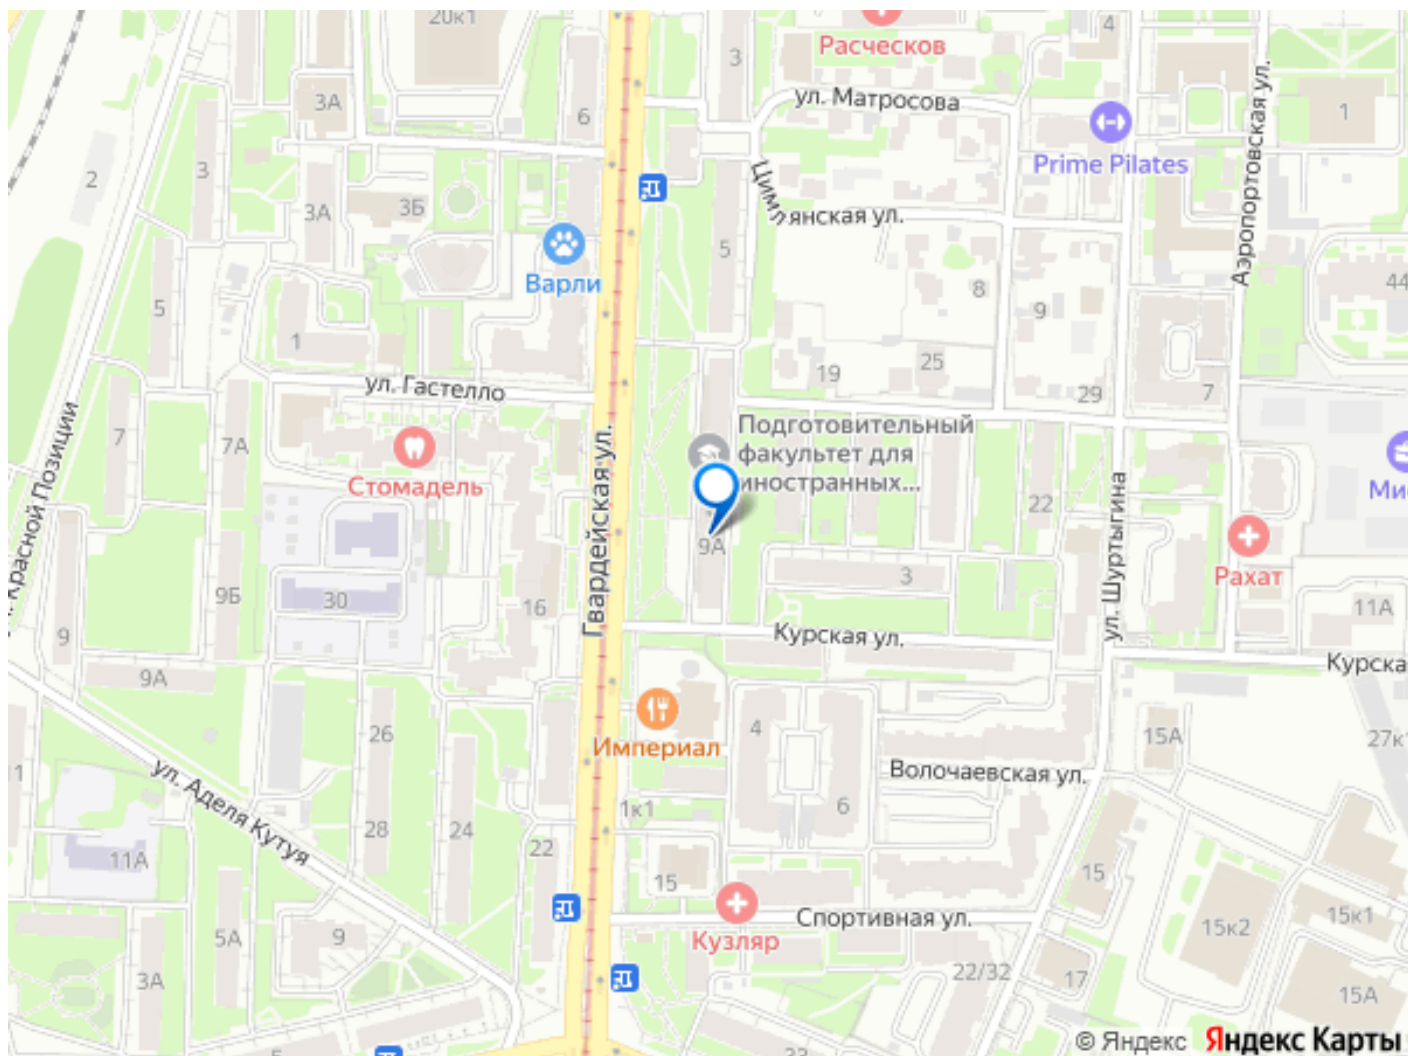 20к1
Расческов
4
3
3А
ул. Матросова
6
1
Prime Pilates
3
2
Цимлянская ул.
3А
3Б
Аэропортовская ул.
5
Варли
44
8
5
9
1
25
19
ул. Гастелло
29
7
Подготовительный
факультет для
иностранных...
7
7А
Стомадель
Ми
22
Красной Позиции
Гвардейская ул.
ул. Шуртыгина
9А
Рахат
3
9Б
30
16
11А
9
Курская ул.
Курска
9А
Империал
4
26
15А
27к1
ул. Аделя Кутуя
Волочаевская ул.
1к1
6
28
24
22
11А
15
15
Спортивная ул.
15к1
15к2
5А
9
Кузляр
22/32
17
3А
15А
© Яндекс Яндекс Карты